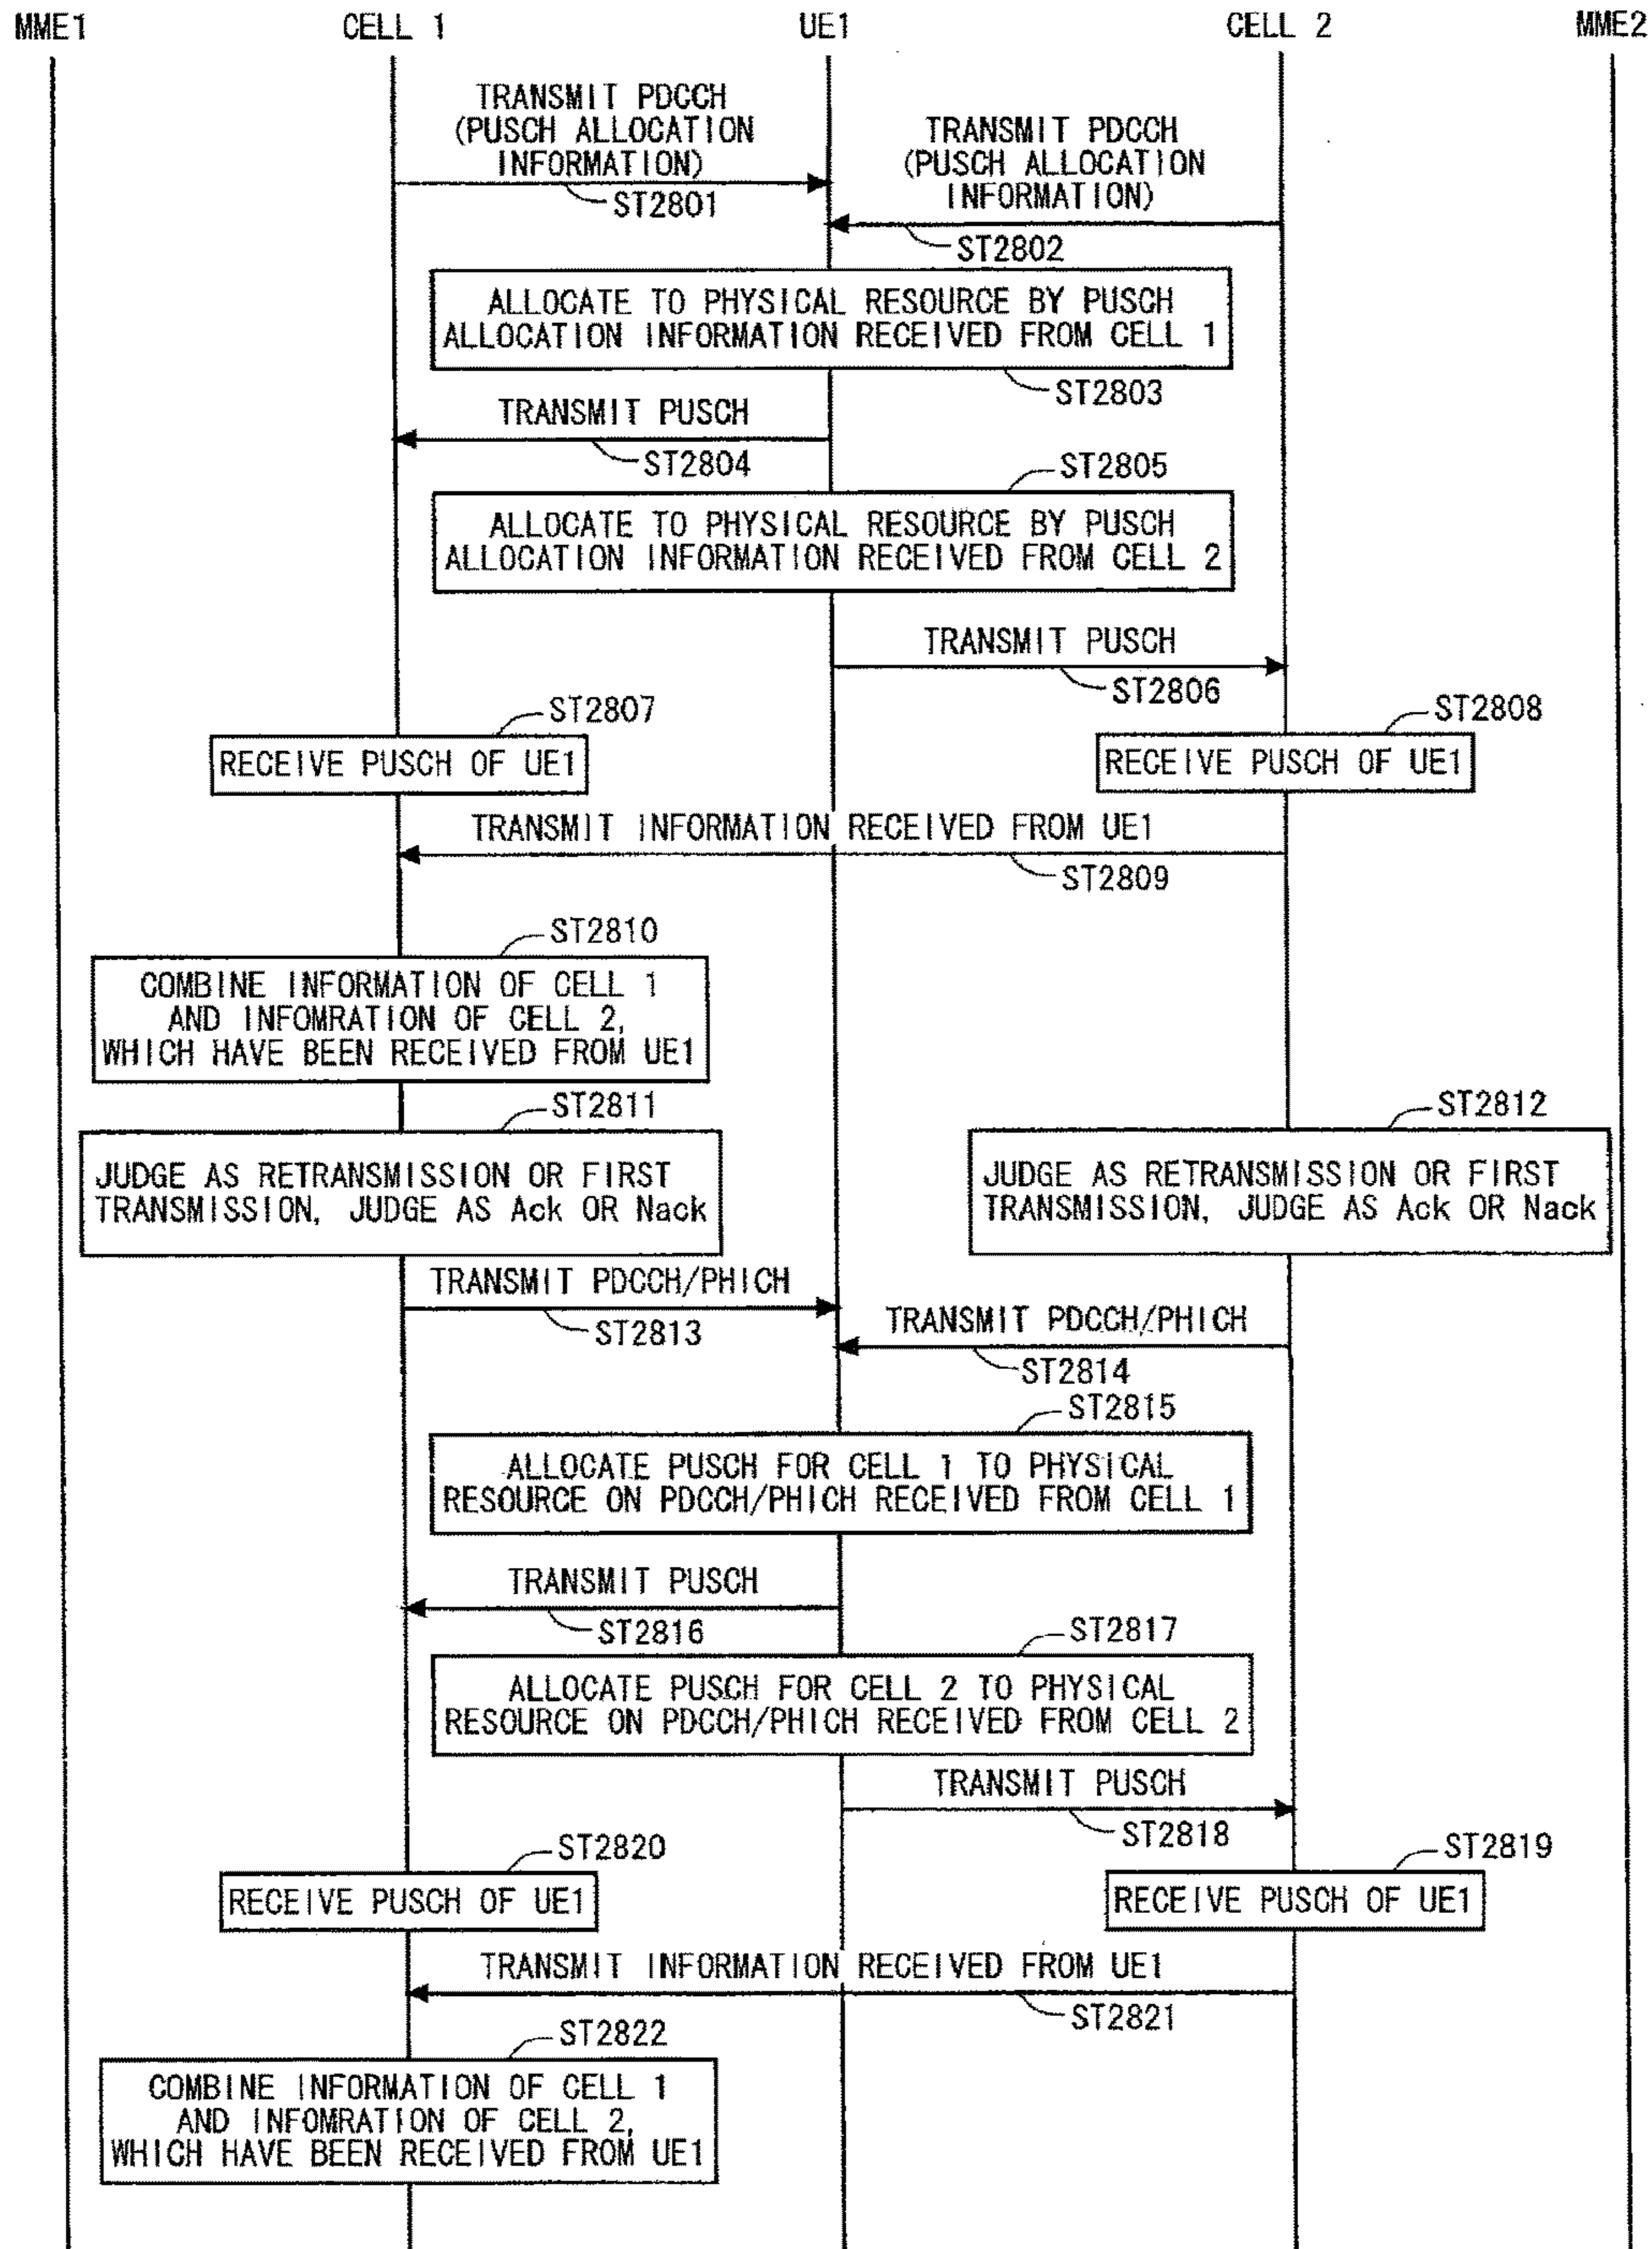 MME1
CELL 1
UE1
CELL 2
MME2
TRANSMIT PDCCH
(PUSCH ALLOCATION
INFORMATION)
ST2801
TRANSMIT PDCCH
(PUSCH ALLOCATION
INFORMATION)
ST2802
ALLOCATE TO PHYSICAL RESOURCE BY PUSCH
ALLOCATION INFORMATION RECEIVED FROM CELL 1
ST2803
TRANSMIT PUSCH
ST2804
ST2805
ALLOCATE TO PHYSICAL RESOURCE BY PUSCH
ALLOCATION INFORMATION RECEIVED FROM CELL 2
TRANSMIT PUSCH
ST2806
ST2807
RECEIVE PUSCH OF UE1
ST2808
RECEIVE PUSCH OF UE1
TRANSMIT INFORMATION RECEIVED FROM UE1
ST2809
ST2810
COMBINE INFORMATION OF CELL 1
AND INFOMRATION OF CELL 2,
WHICH HAVE BEEN RECEIVED FROM UE1
ST2811
JUDGE AS RETRANSMISSION OR FIRST
TRANSMISSION, JUDGE AS Ack OR Nack
ST2812
JUDGE AS RETRANSMISSION OR FIRST
TRANSMISSION, JUDGE AS Ack OR Nack
TRANSMIT PDCCH/PHICH
ST2813
TRANSMIT PDCCH/PHICH
ST2814
ST2815
ALLOCATE PUSCH FOR CELL 1 TO PHYSICAL
RESOURCE ON PDCCH/PHICH RECEIVED FROM CELL 1
TRANSMIT PUSCH
ST2816
ST2817
ALLOCATE PUSCH FOR CELL 2 TO PHYSICAL
RESOURCE ON PDCCH/PHICH RECEIVED FROM CELL 2
TRANSMIT PUSCH
ST2818
ST2820
RECEIVE PUSCH OF UE1
ST2819
RECEIVE PUSCH OF UE1
TRANSMIT INFORMATION RECEIVED FROM UE1
ST2821
ST2822
COMBINE INFORMATION OF CELL 1
AND INFOMRATION OF CELL 2,
WHICH HAVE BEEN RECEIVED FROM UE1